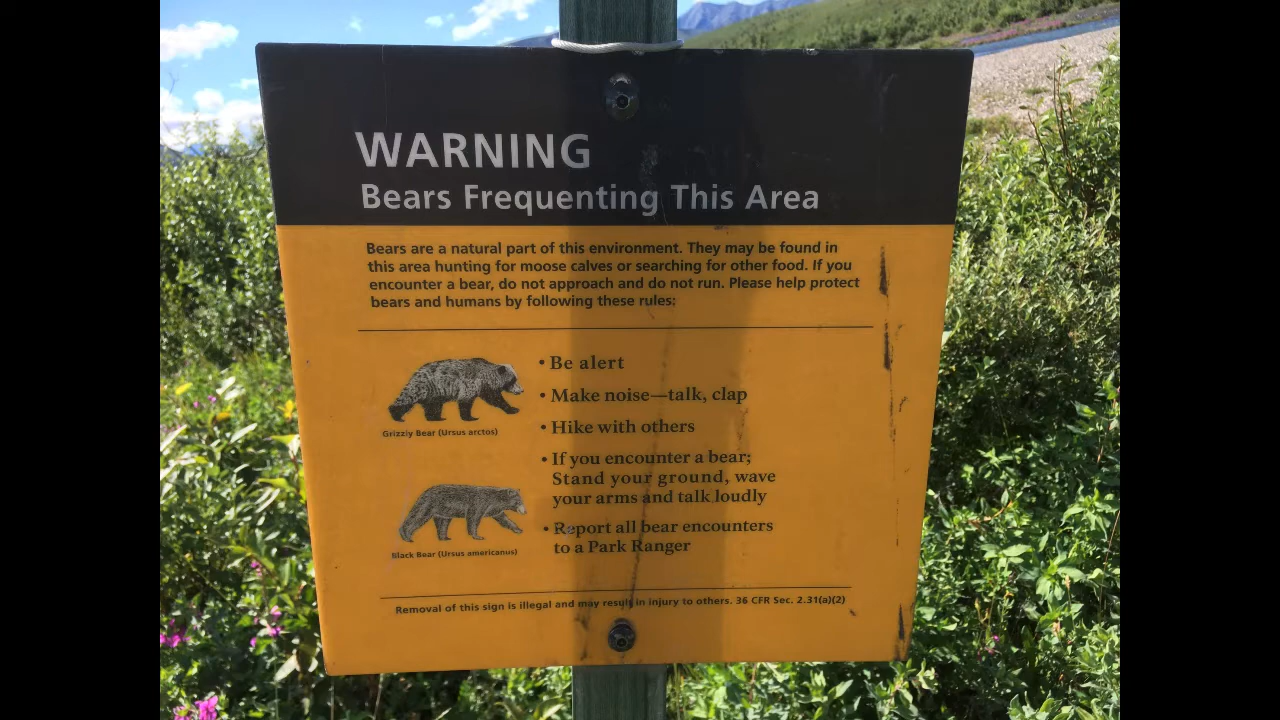 WARNING
Bears Frequenting This Area
Bears are a natural part of this environment. They may be found in
this area hunting for moose calves or searching for other food. If you
encounter a bear, do not approach and do not run. Please help protect
bears and humans by following these rules:
• Be alert
• Make noise—talk, clap
• Hike with others
• If you encounter a bear;
Stand your ground, wave
your arms and talk loudly
• Report all bear encounters
to a Park Ranger
Grizzly Bear (Ursus arctos)
Black Bear (Ursus americanus)
Removal of this sign is illegal and may result in injury to others. 36 CFR Sec. 2.31(a)(2)